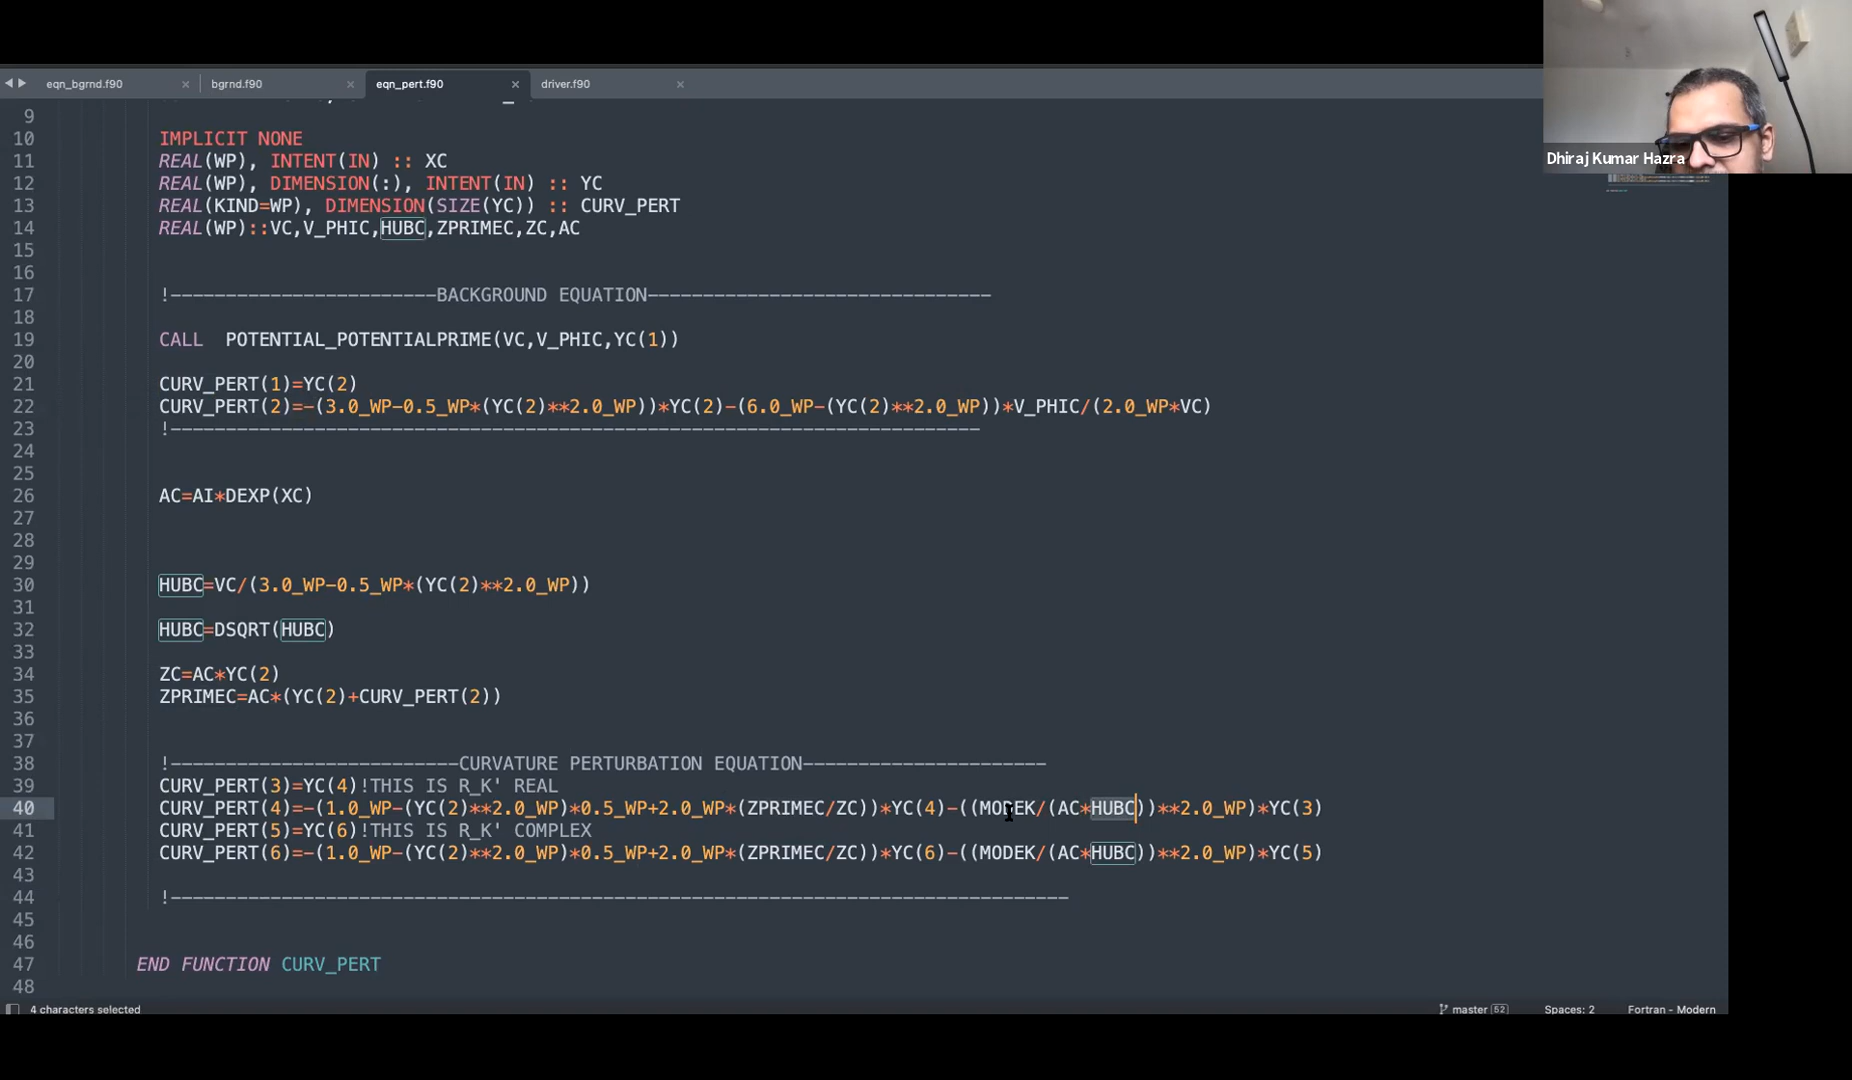 eqn_bgrnd.f90 × bgrnd.f90 × eqn_pert.f90 × driver.f90 ×
Dhiraj Kumar Hazra
9
10 IMPLICIT NONE
11 REAL(WP), INTENT(IN) :: XC
12 REAL(WP), DIMENSION(:), INTENT(IN) :: YC
13 REAL(KIND=WP), DIMENSION(SIZE(YC)) :: CURV_PERT
14 REAL(WP)::VC,V_PHIC,HUBC,ZPRIMEC,ZC,AC
15
16
17 !------------------------BACKGROUND EQUATION-------------------------------
18
19 CALL  POTENTIAL_POTENTIALPRIME(VC,V_PHIC,YC(1))
20
21 CURV_PERT(1)=YC(2)
22 CURV_PERT(2)=-(3.0_WP-0.5_WP*(YC(2)**2.0_WP))*YC(2)-(6.0_WP-(YC(2)**2.0_WP))*V_PHIC/(2.0_WP*VC)
23 !-------------------------------------------------------------------------
24
25
26 AC=AI*DEXP(XC)
27
28
29
30 HUBC=VC/(3.0_WP-0.5_WP*(YC(2)**2.0_WP))
31
32 HUBC=DSQRT(HUBC)
33
34 ZC=AC*YC(2)
35 ZPRIMEC=AC*(YC(2)+CURV_PERT(2))
36
37
38 !--------------------------CURVATURE PERTURBATION EQUATION----------------------
39 CURV_PERT(3)=YC(4)!THIS IS R_K' REAL
40 CURV_PERT(4)=-(1.0_WP-(YC(2)**2.0_WP)*0.5_WP+2.0_WP*(ZPRIMEC/ZC))*YC(4)-((MODEK/(AC*HUBC))**2.0_WP)*YC(3)
41 CURV_PERT(5)=YC(6)!THIS IS R_K' COMPLEX
42 CURV_PERT(6)=-(1.0_WP-(YC(2)**2.0_WP)*0.5_WP+2.0_WP*(ZPRIMEC/ZC))*YC(6)-((MODEK/(AC*HUBC))**2.0_WP)*YC(5)
43
44 !---------------------------------------------------------------------------------
45
46
47 END FUNCTION CURV_PERT
48
4 characters selected master 52 Spaces: 2 Fortran - Modern